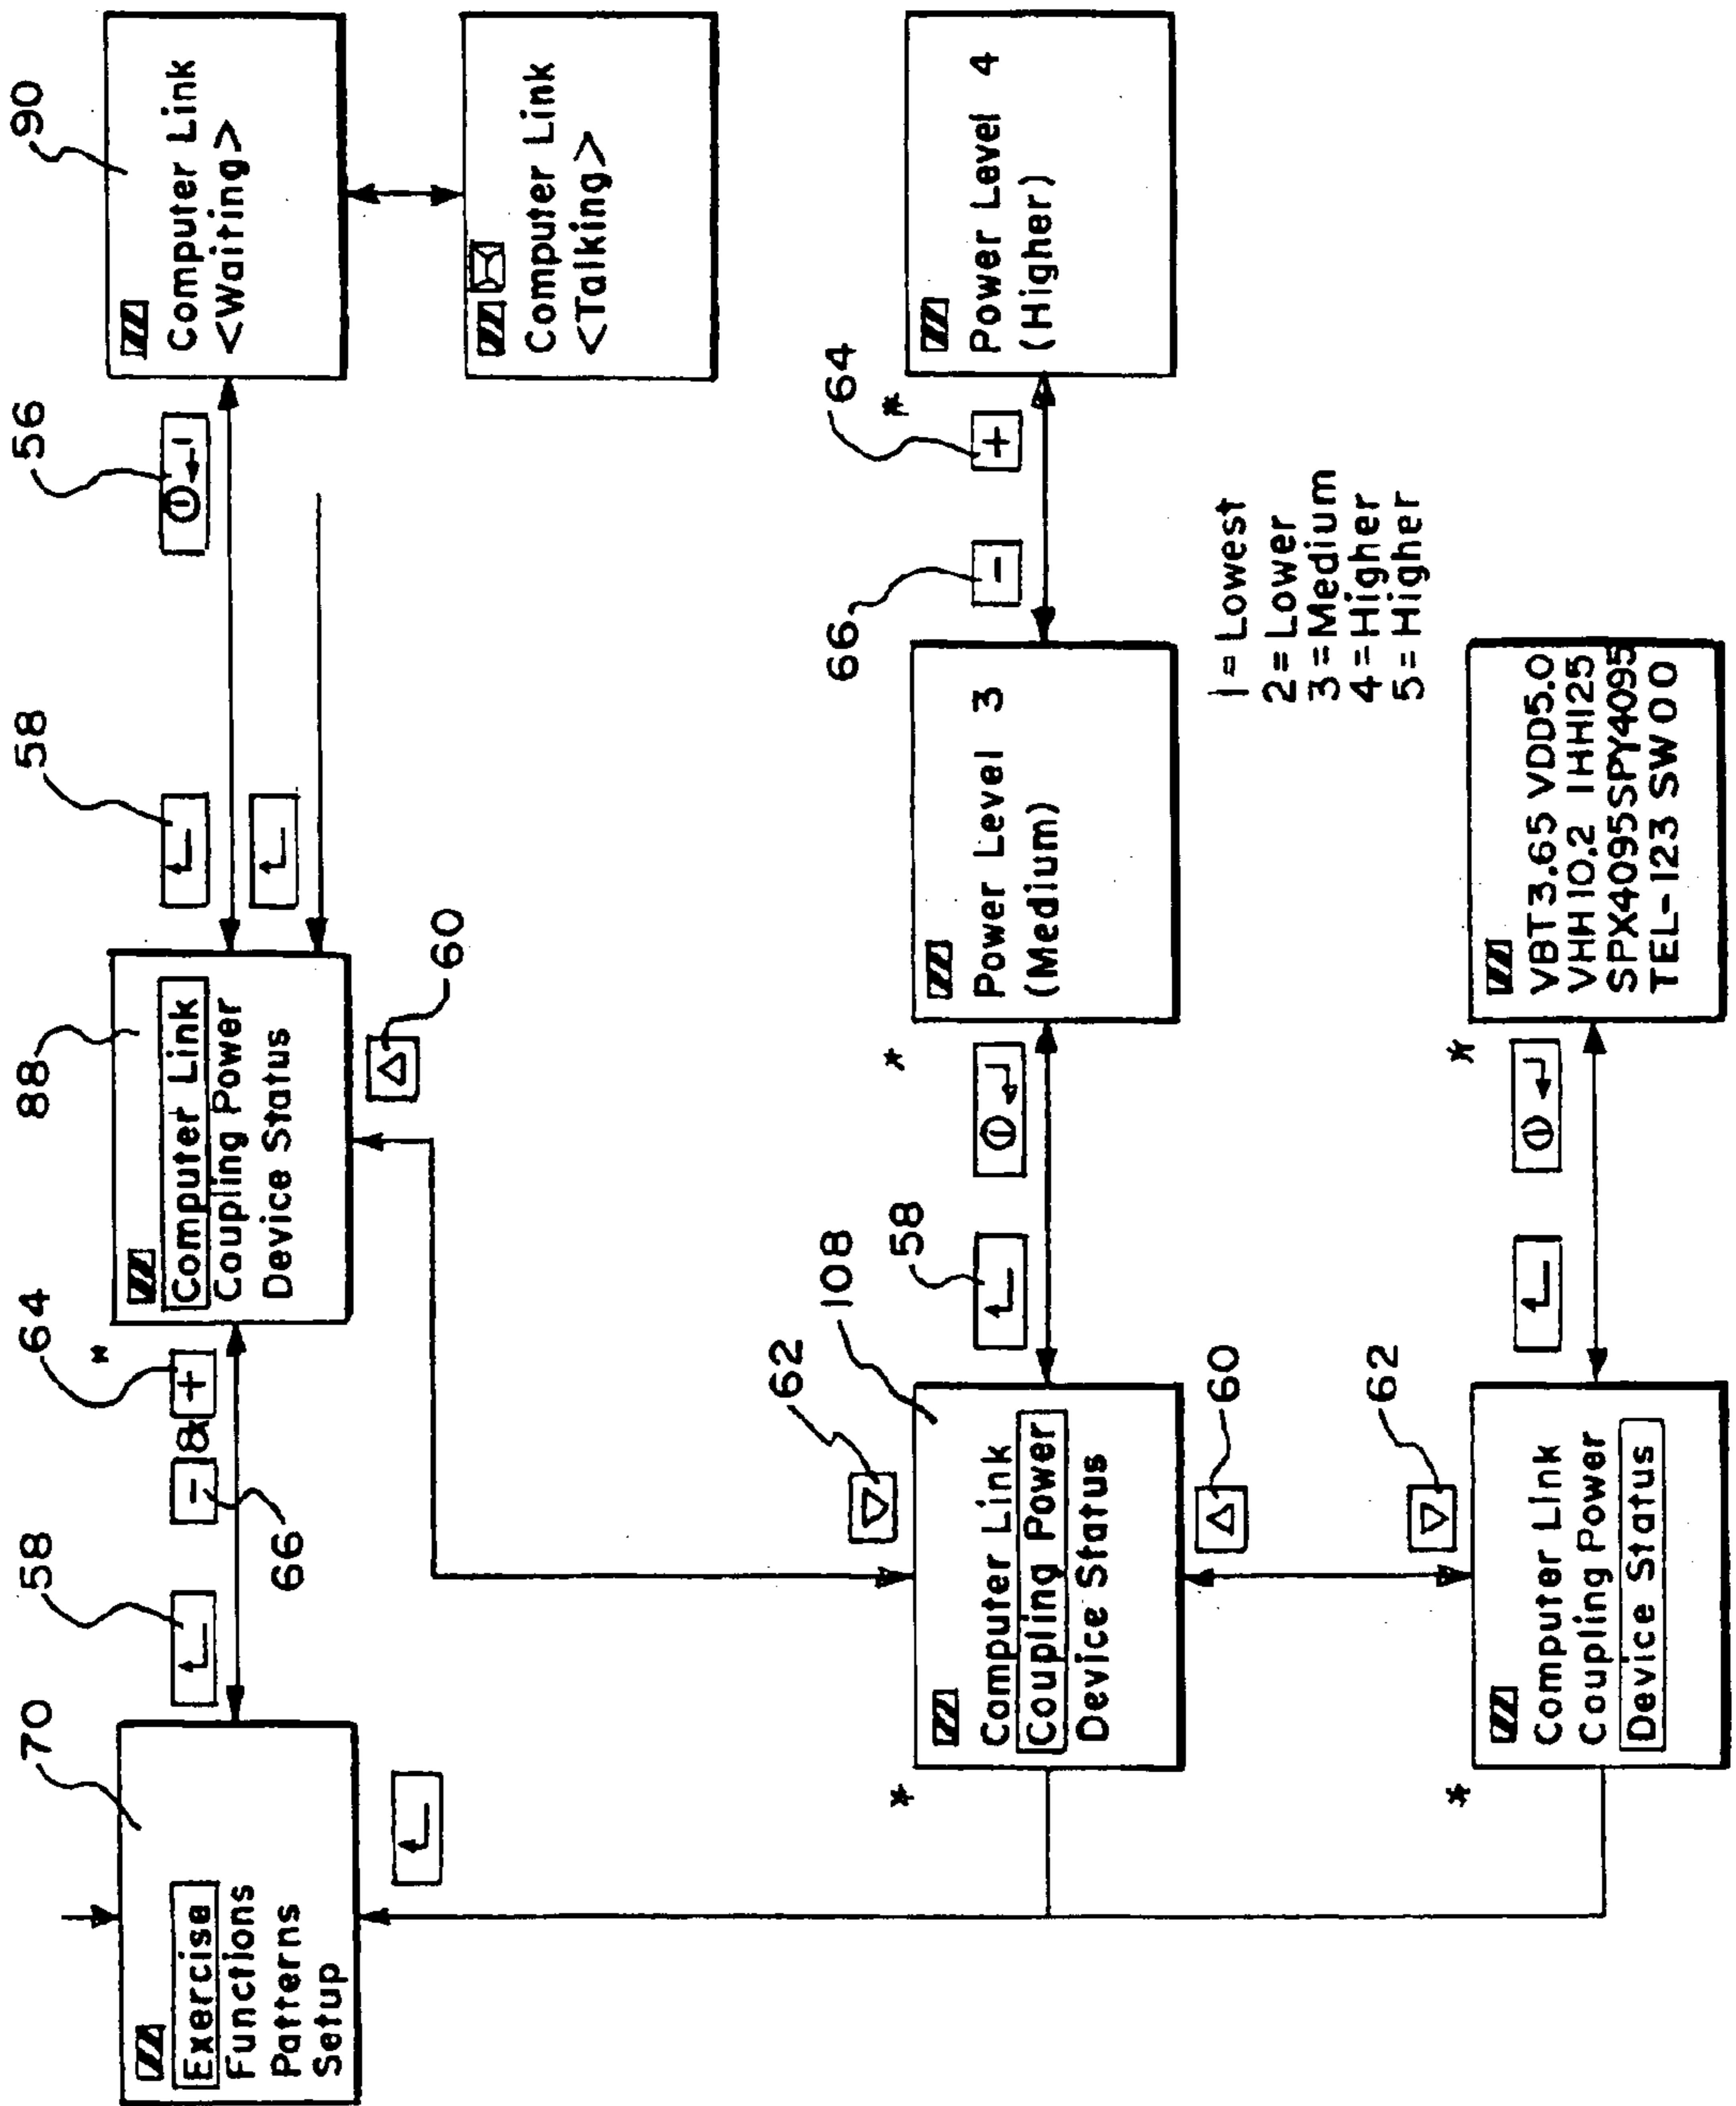 70
Exercise
Functions
Patterns
Setup
58
66
- & +
64
*
88
Computer Link
Coupling Power
Device Status
60
58
56
90
Computer Link
<Waiting>
Computer Link
<Talking>
62
108
*
Computer Link
Coupling Power
Device Status
60
58
*
Power Level 3
(Medium)
66
-
64
*
+
Power Level 4
(Higher)
1 = Lowest
2 = Lower
3 = Medium
4 = Higher
5 = Higher
62
*
Computer Link
Coupling Power
Device Status
*
VBT3.65 VDD5.0
VHH10.2 IHH125
SPX4095SPY4095
TEL-123 SW00